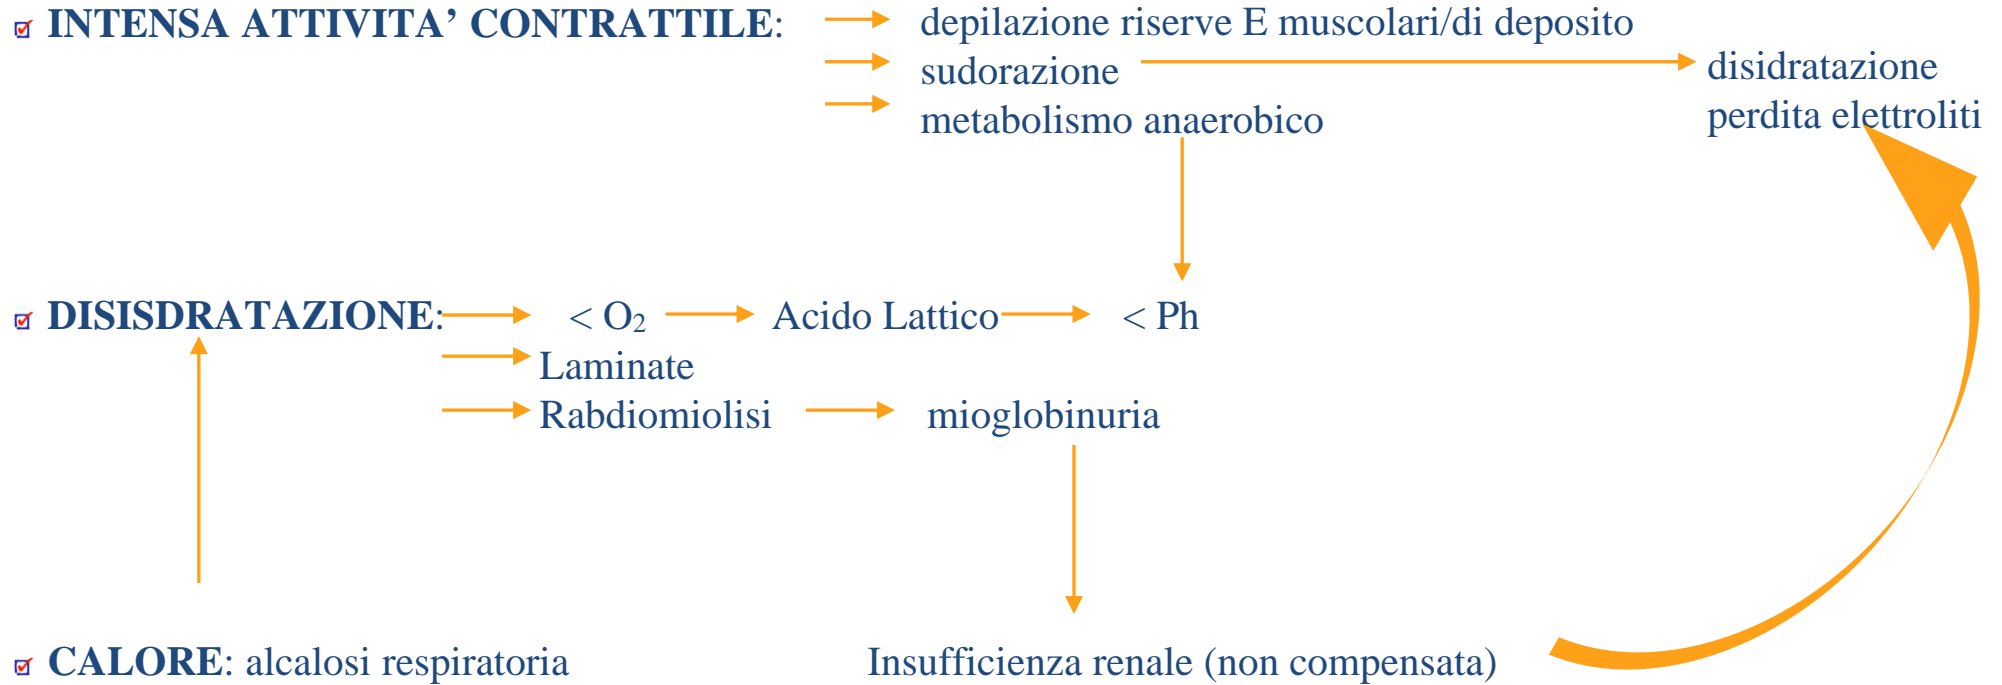 INTENSA ATTIVITA’ CONTRATTILE: depilazione riserve E muscolari/di deposito
sudorazione disidratazione
metabolismo anaerobico perdita elettroliti
DISISDRATAZIONE: < O₂ Acido Lattico < Ph
Laminate
Rabdiomiolisi mioglobinuria
CALORE: alcalosi respiratoria Insufficienza renale (non compensata)